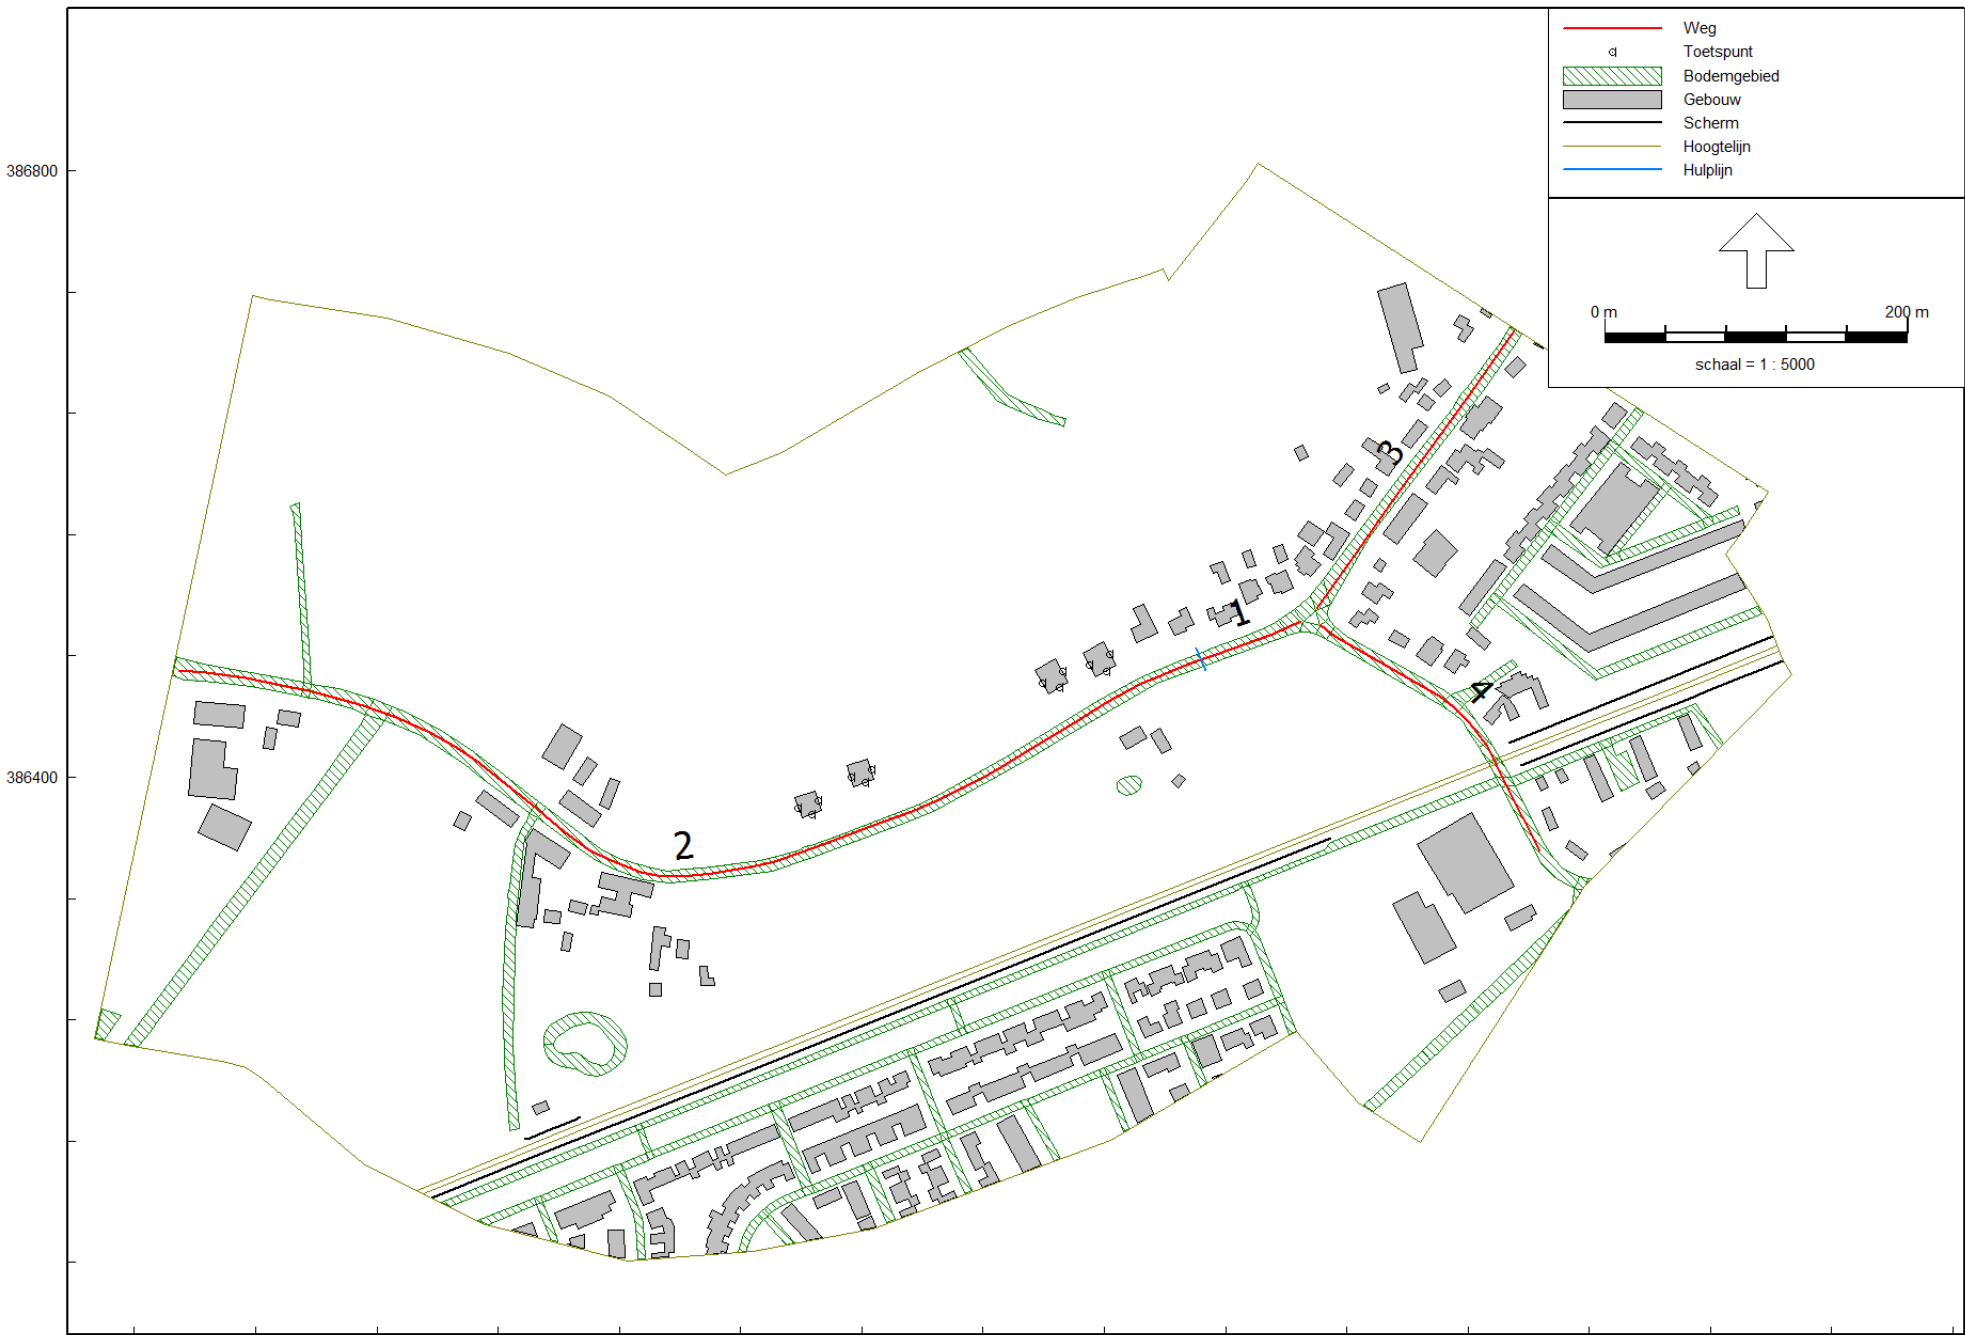 Weg
Toetspunt
Bodemgebied
Gebouw
Scherm
Hoogtelijn
Hulplijn
386800
0 m 200 m
schaal = 1 : 5000
3
1
4
386400
2